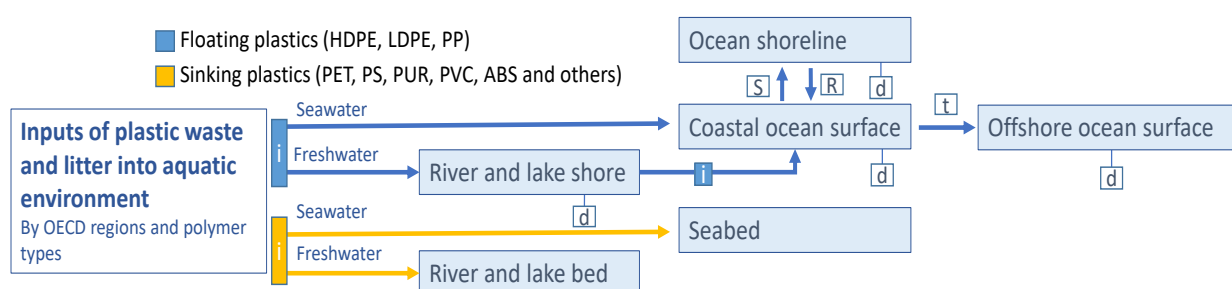 Floating plastics (HDPE, LDPE, PP)
Sinking plastics (PET, PS, PUR, PVC, ABS and others)
Ocean shoreline
S
R
d
Inputs of plastic waste
and litter into aquatic
environment
By OECD regions and polymer
types
i
Seawater
Coastal ocean surface
d
t
Offshore ocean surface
d
Freshwater
River and lake shore
d
i
i
Seawater
Seabed
Freshwater
River and lake bed